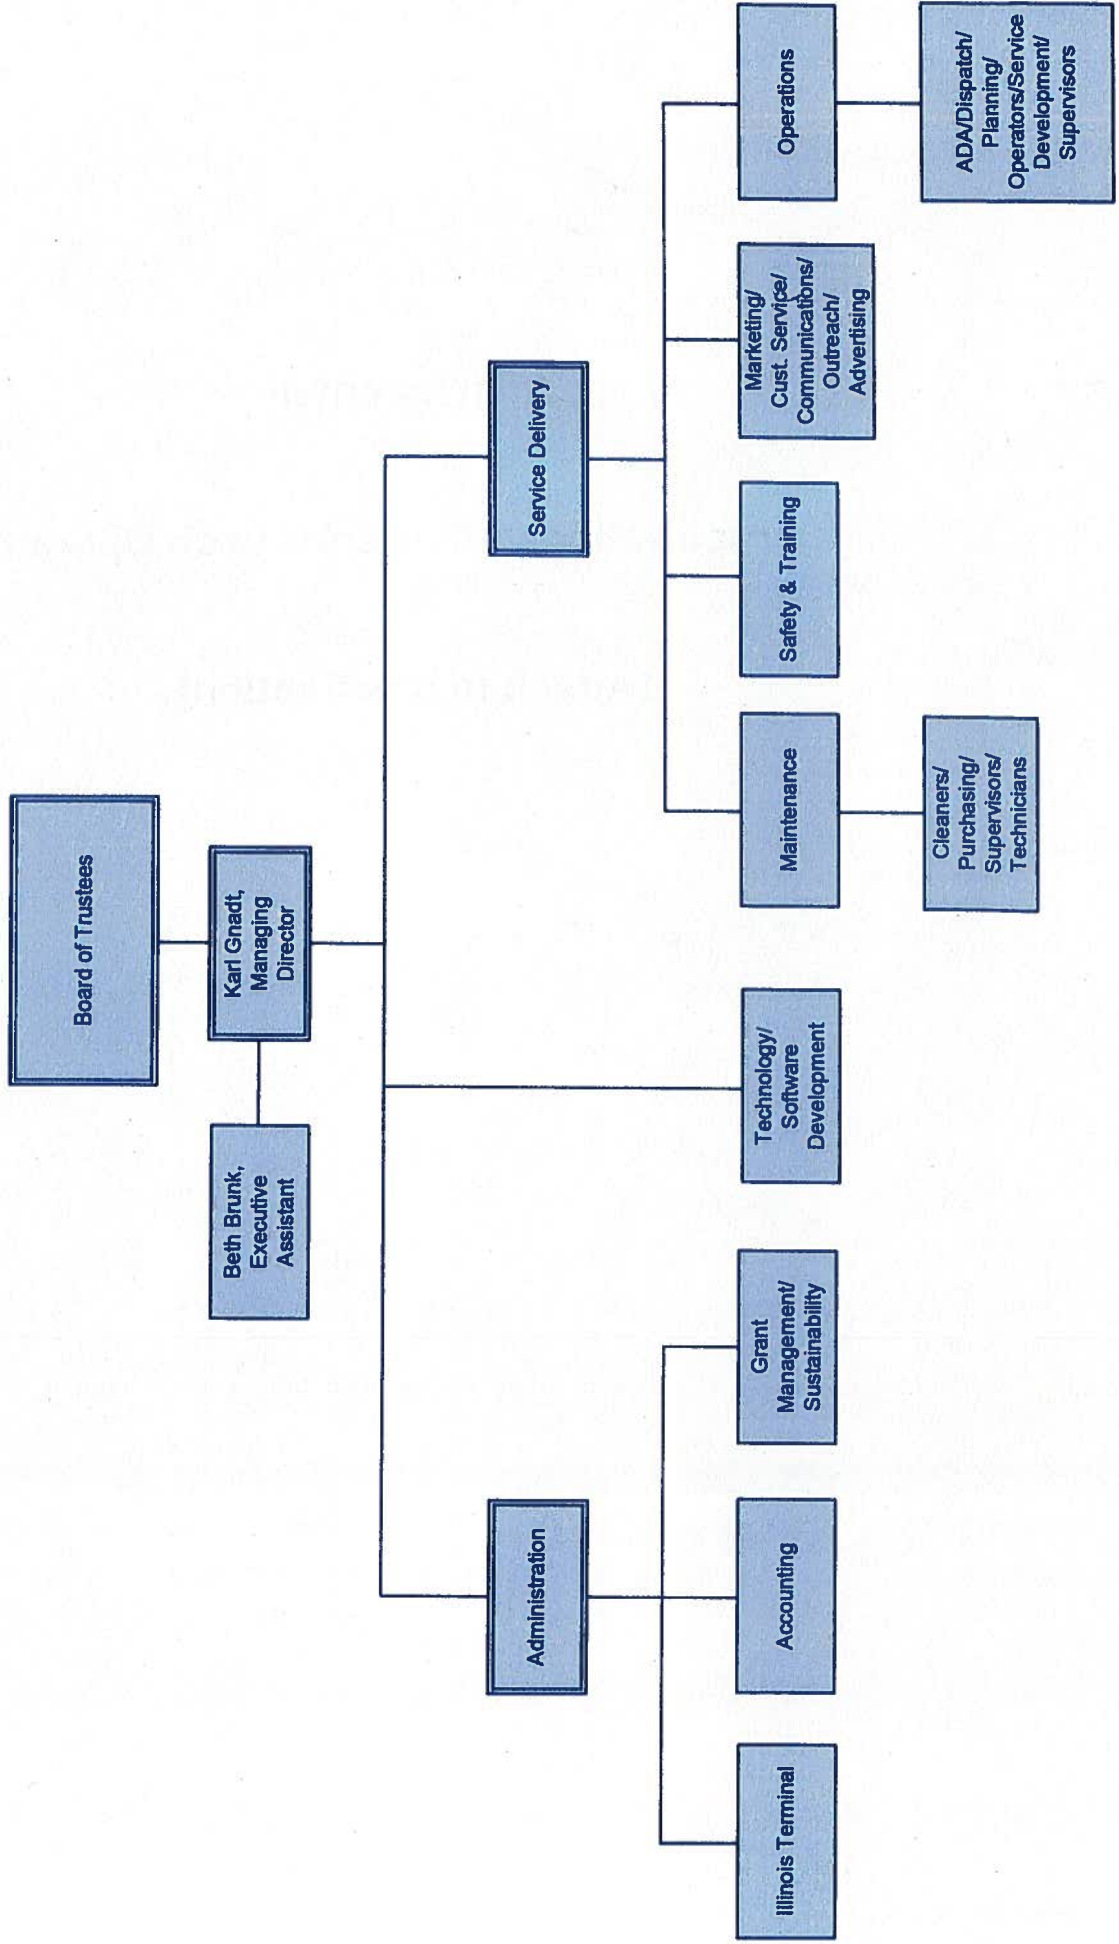 Board of Trustees
Beth Brunk,
Executive
Assistant
Karl Gnadt,
Managing
Director
Administration
Service Delivery
Illinois Terminal
Accounting
Grant
Management/
Sustainability
Technology/
Software
Development
Maintenance
Safety & Training
Marketing/
Cust. Service/
Communications/
Outreach/
Advertising
Operations
Cleaners/
Purchasing/
Supervisors/
Technicians
ADA/Dispatch/
Planning/
Operators/Service
Development/
Supervisors